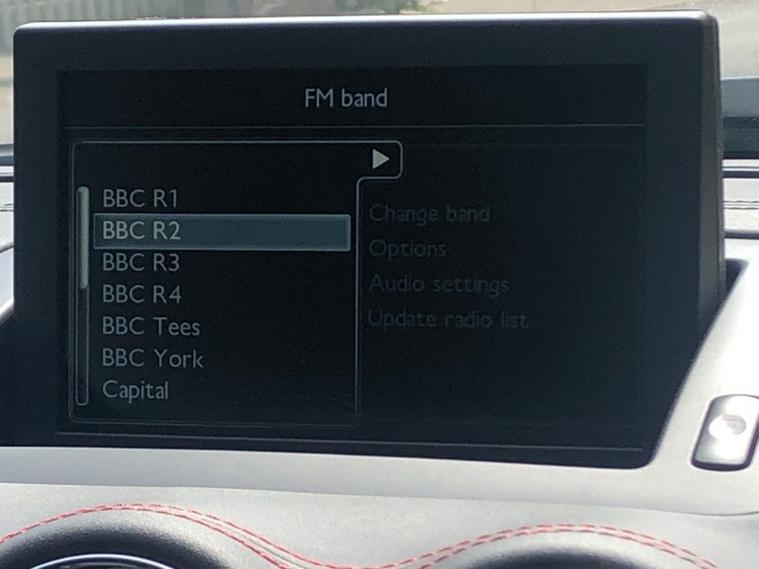 FM band
BBC R1
BBC R2
BBC R3
BBC R4
BBC Tees
BBC York
Capital
Change band
Options
Audio settings
Update radio list